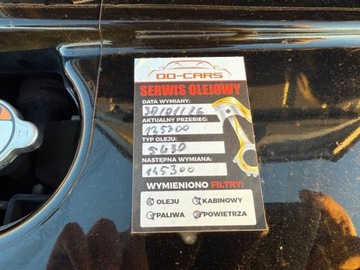 DD-CARS
SERWIS OLEJOWY
DATA WYMIANY:
AKTUALNY PRZEBIEG:
125300
TYP OLEJU:
5W30
NASTĘPNA WYMIANA:
145300
WYMIENIONO FILTRY:
OLEJU KABINOWY
PALIWA POWIETRZA